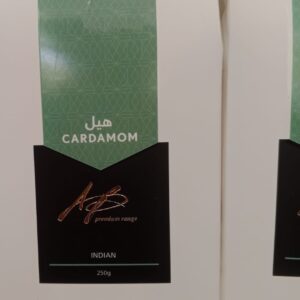 هيل
CARDAMOM
premium range
INDIAN
250g